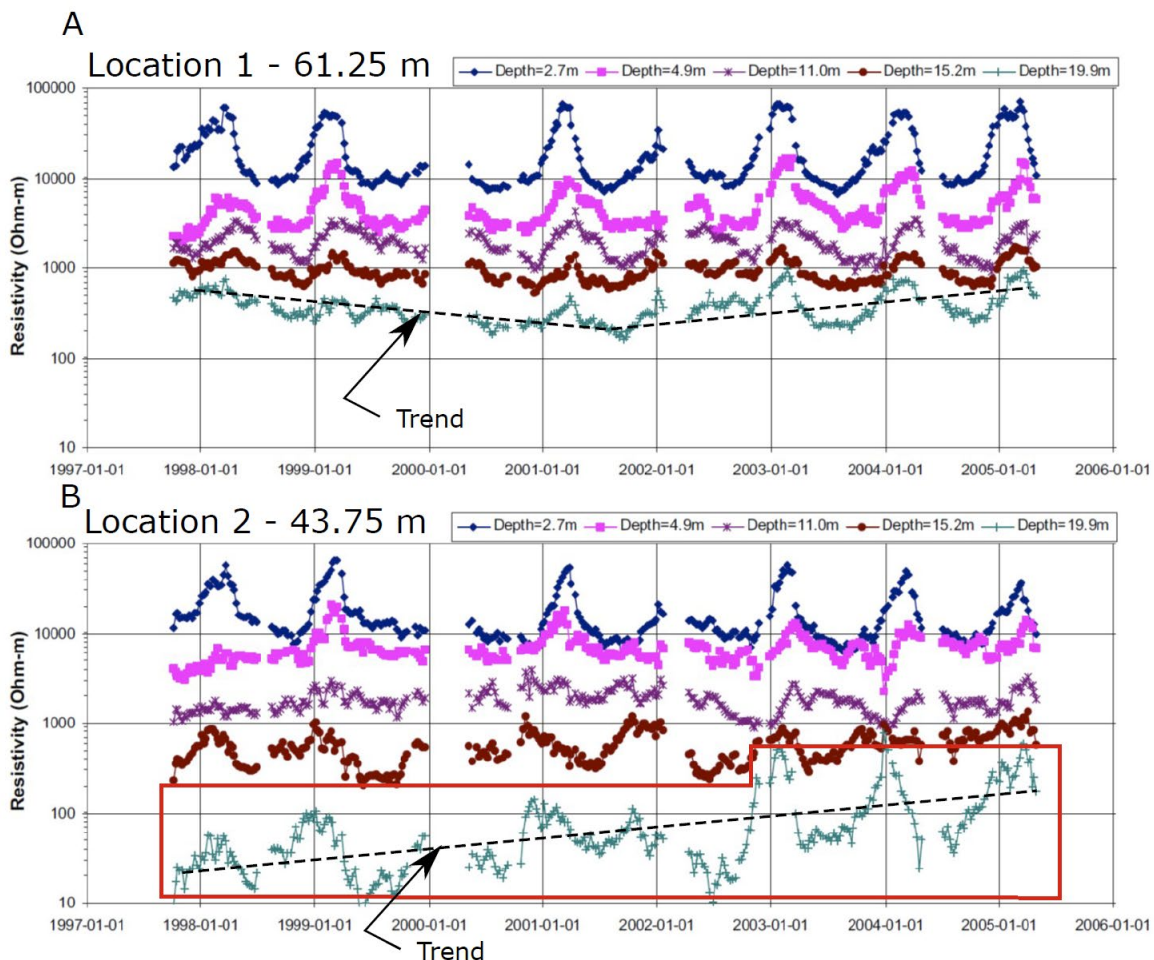 A
Location 1 - 61.25 m
Depth=2.7m Depth=4.9m Depth=11.0m Depth=15.2m Depth=19.9m
Resistivity (Ohm-m)
100000
10000
1000
100
10
Trend
1997-01-01 1998-01-01 1999-01-01 2000-01-01 2001-01-01 2002-01-01 2003-01-01 2004-01-01 2005-01-01 2006-01-01
B
Location 2 - 43.75 m
Depth=2.7m Depth=4.9m Depth=11.0m Depth=15.2m Depth=19.9m
Resistivity (Ohm-m)
100000
10000
1000
100
10
1997-01-01 1998-01-01 1999-01-01 2000-01-01 2001-01-01 2002-01-01 2003-01-01 2004-01-01 2005-01-01 2006-01-01
Trend